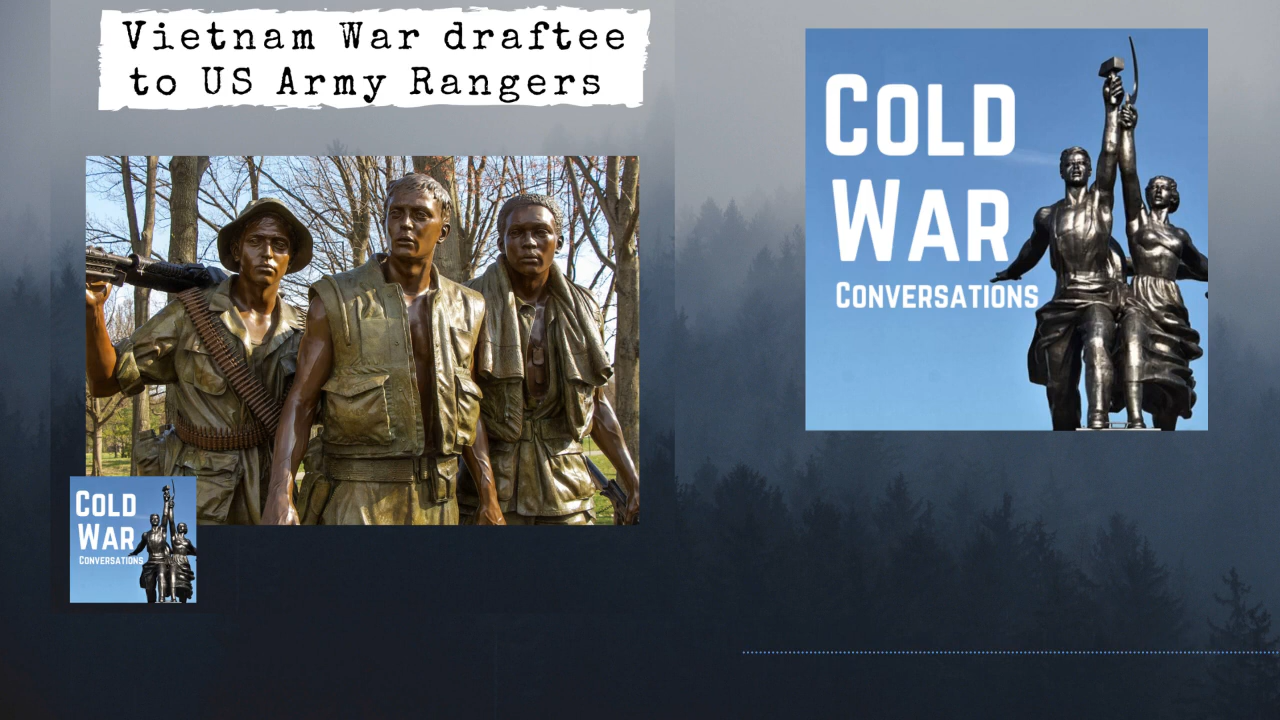 Vietnam War draftee
to US Army Rangers
COLD
WAR
CONVERSATIONS
COLD
WAR
CONVERSATIONS